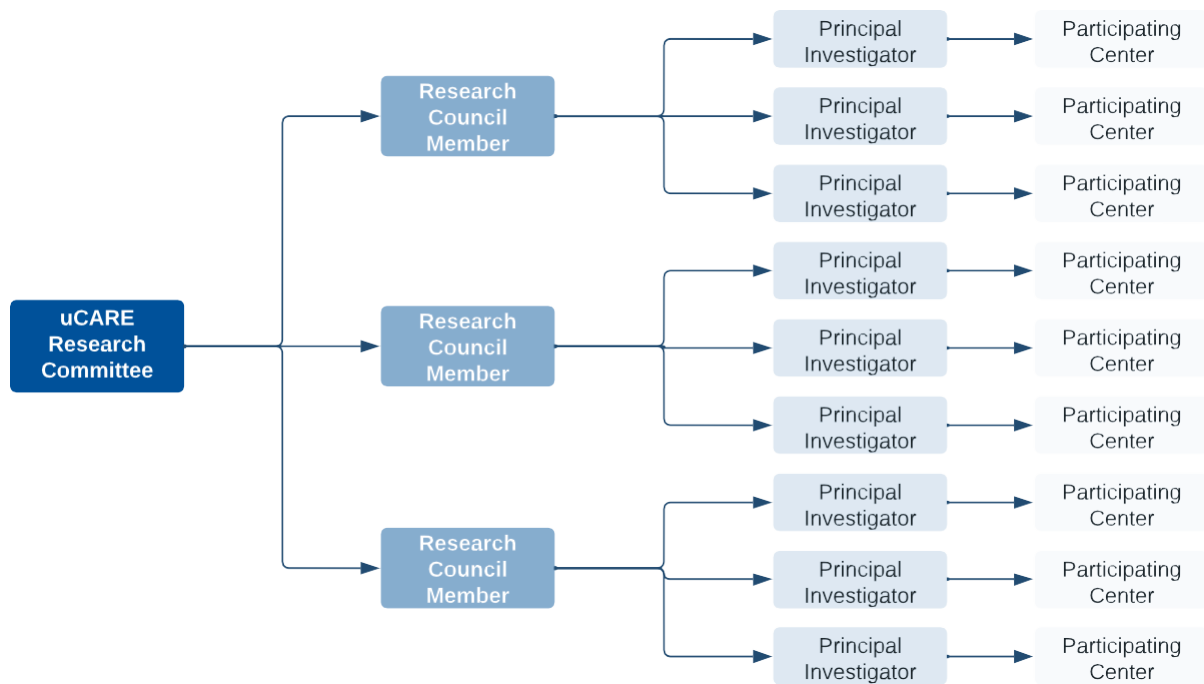 uCARE
Research
Committee
Research
Council
Member
Principal
Investigator
Participating
Center
Principal
Investigator
Participating
Center
Principal
Investigator
Participating
Center
Research
Council
Member
Principal
Investigator
Participating
Center
Principal
Investigator
Participating
Center
Principal
Investigator
Participating
Center
Research
Council
Member
Principal
Investigator
Participating
Center
Principal
Investigator
Participating
Center
Principal
Investigator
Participating
Center